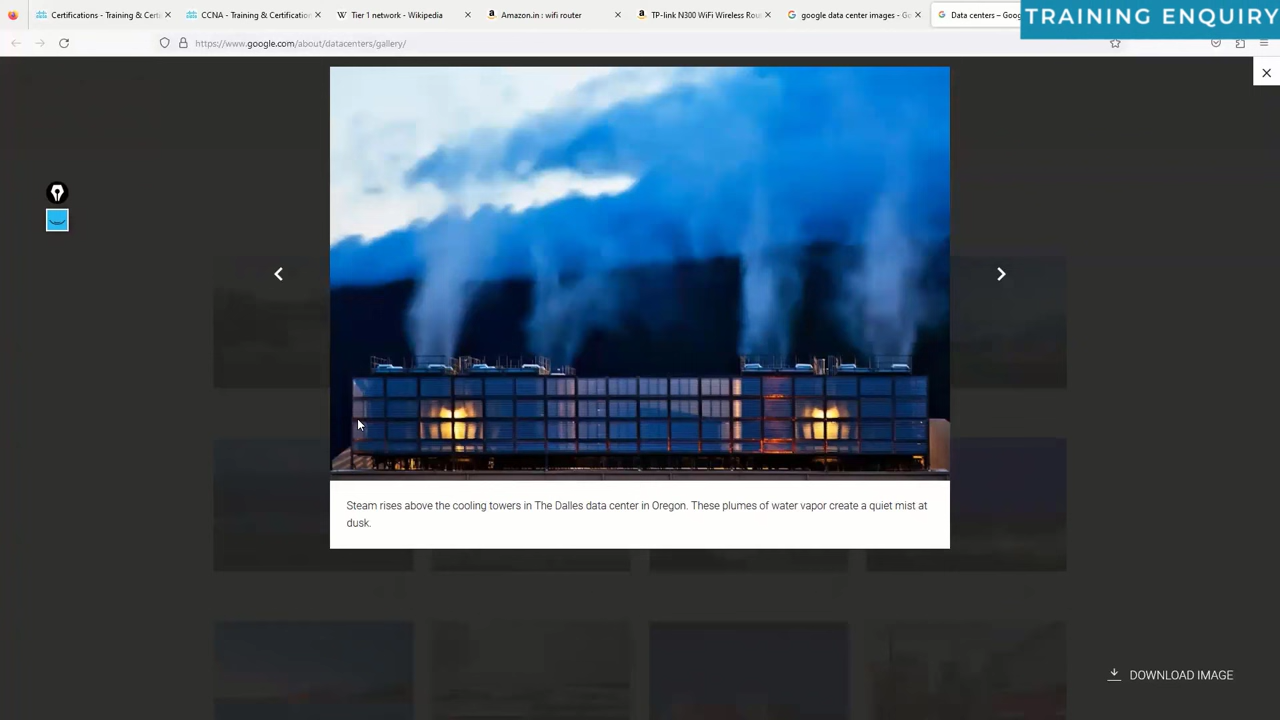 Certifications - Training & Cert
CCNA - Training & Certification
Tier 1 network - Wikipedia
Amazon.in : wifi router
TP-link N300 WiFi Wireless Rou
google data center images - Go
Data centers – Goog
TRAINING ENQUIRY
https://www.google.com/about/datacenters/gallery/
Steam rises above the cooling towers in The Dalles data center in Oregon. These plumes of water vapor create a quiet mist at
dusk.
DOWNLOAD IMAGE